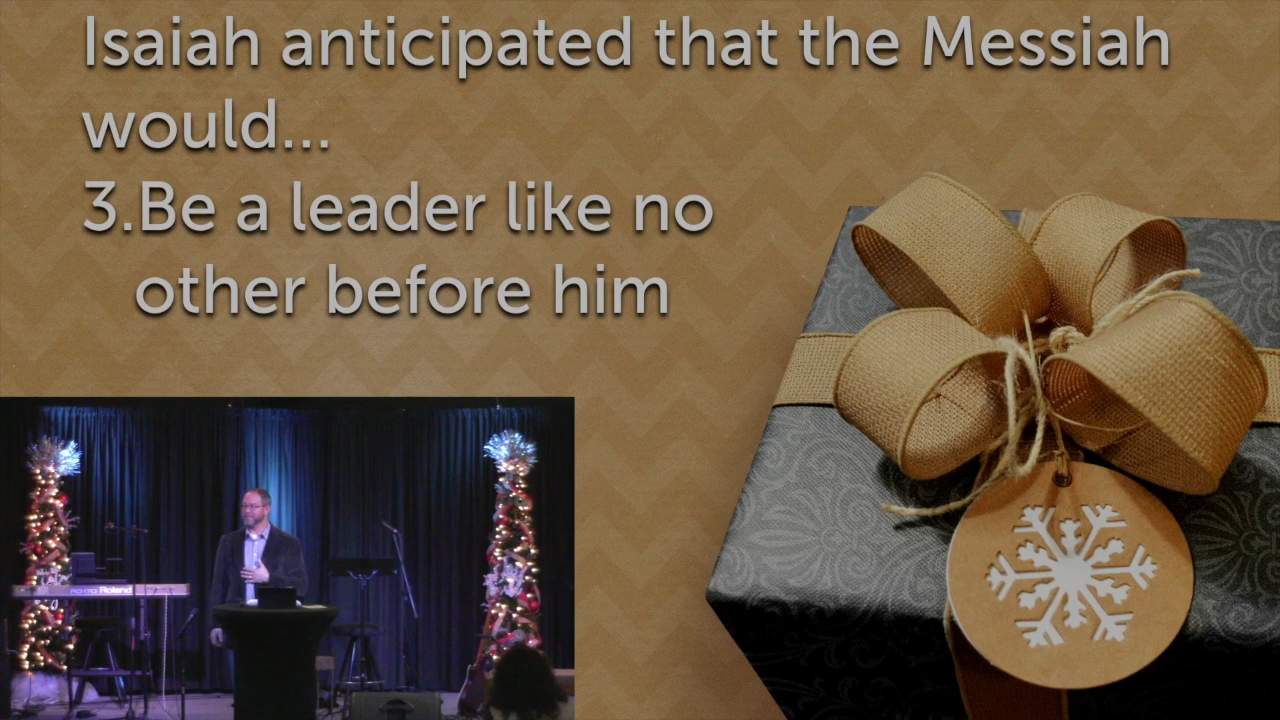 Isaiah anticipated that the Messiah
would...
3.Be a leader like no
other before him
Roland